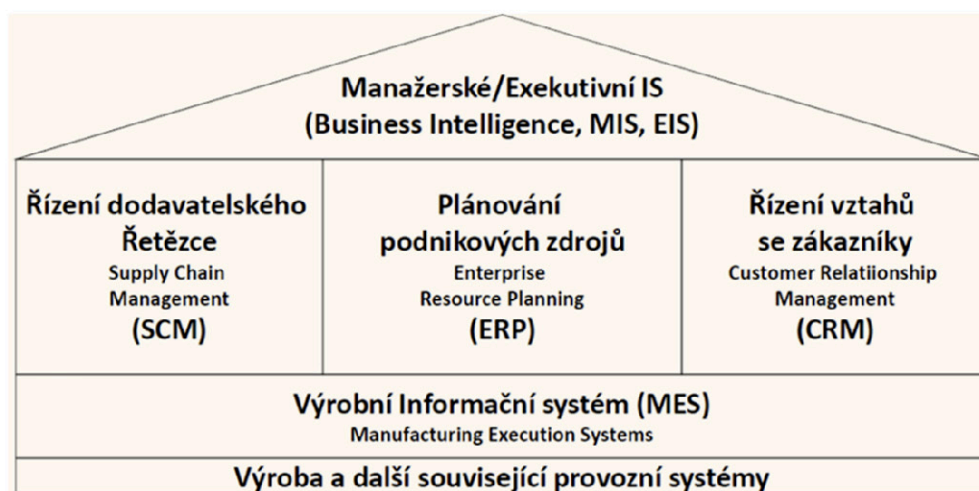 Manažerské/Exekutivní IS
(Business Intelligence, MIS, EIS)
Řízení dodavatelského
Řetězce
Supply Chain
Management
(SCM)
Plánování
podnikových zdrojů
Enterprise
Resource Planning
(ERP)
Řízení vztahů
se zákazníky
Customer Relatiionship
Management
(CRM)
Výrobní Informační systém (MES)
Manufacturing Execution Systems
Výroba a další související provozní systémy